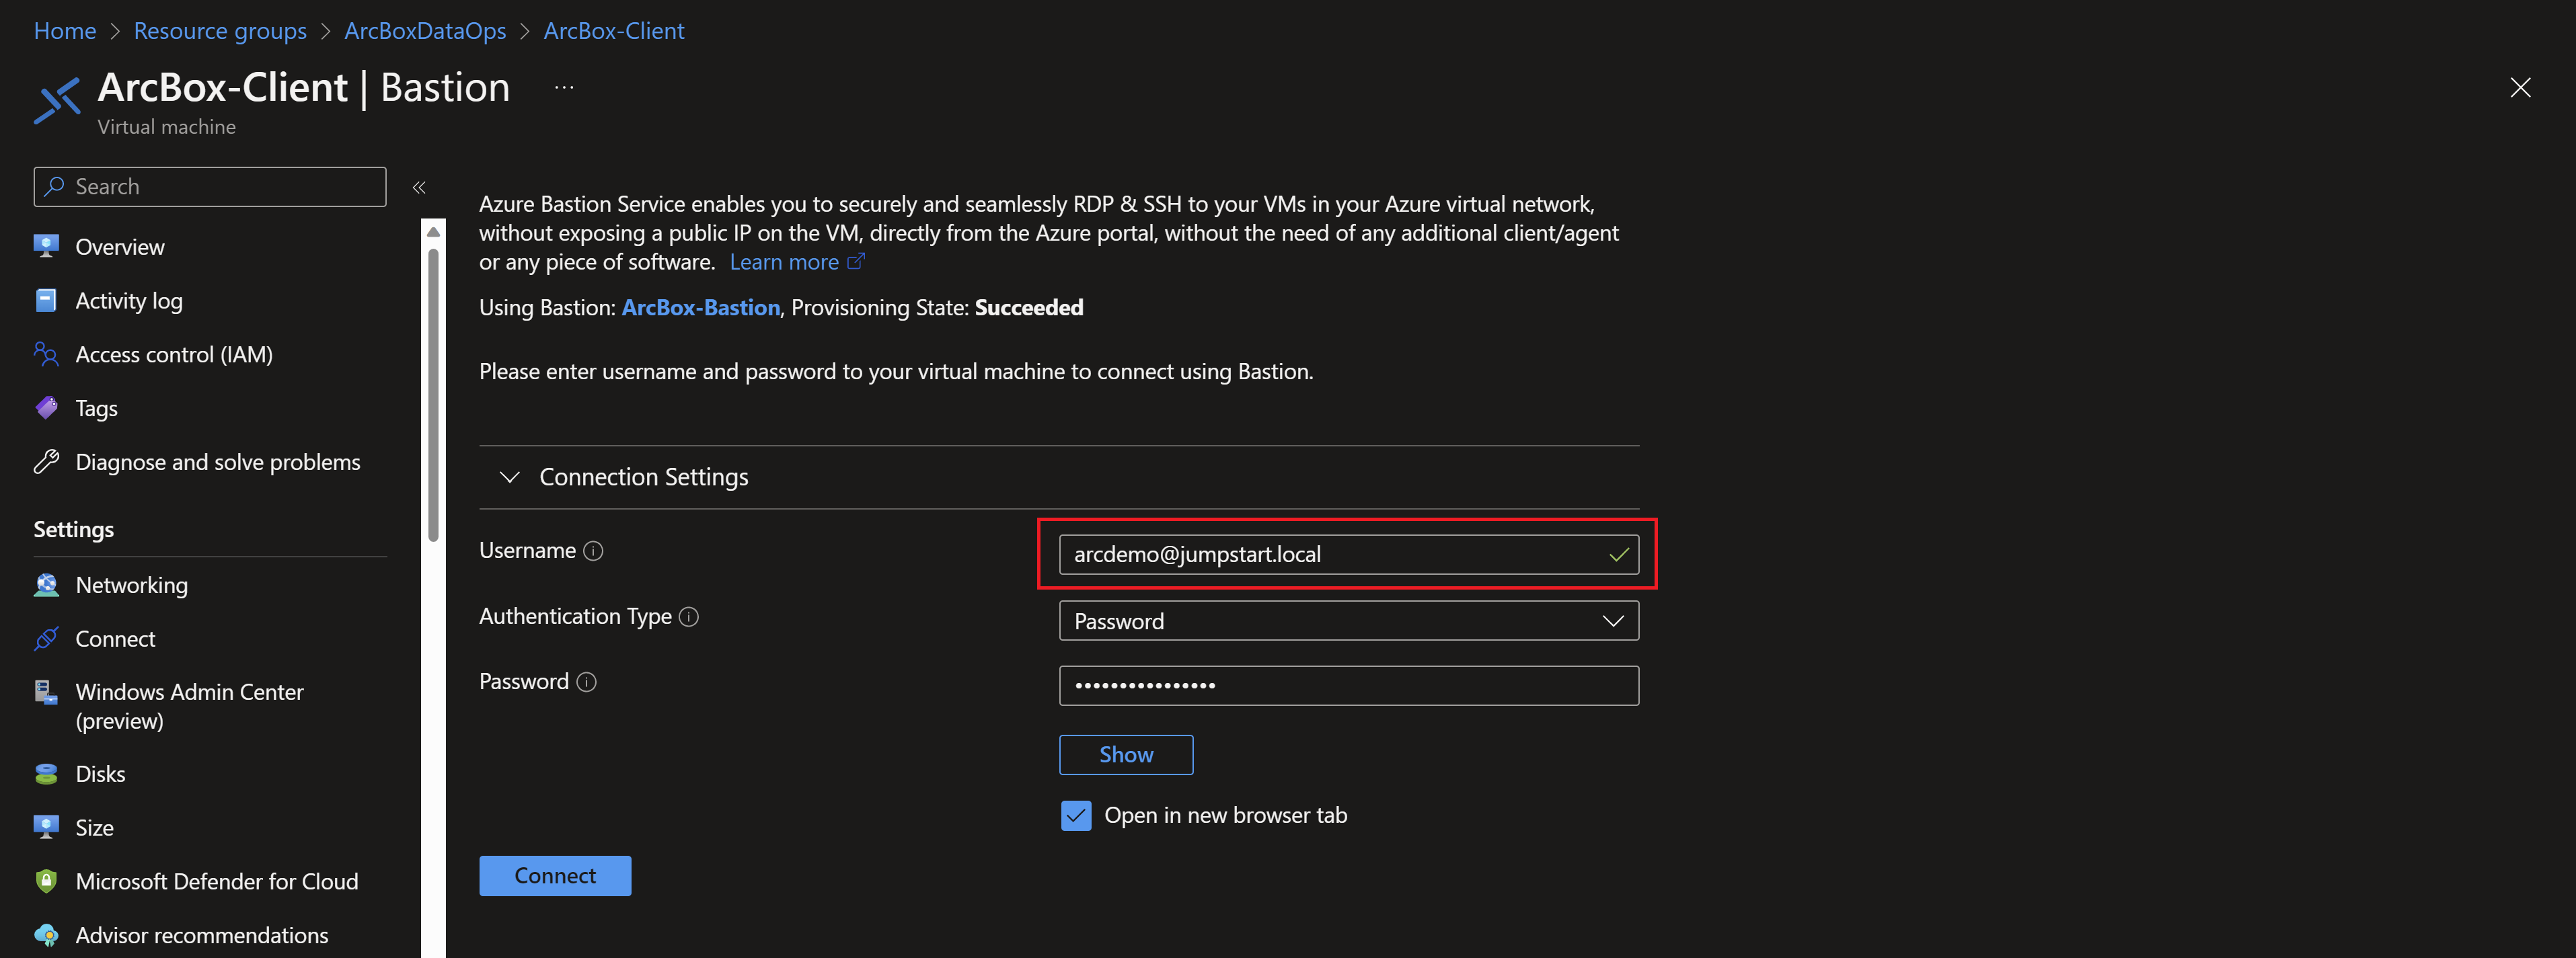 Home > Resource groups > ArcBoxDataOps > ArcBox-Client
ArcBox-Client | Bastion ...
Virtual machine
Search
Overview
Activity log
Access control (IAM)
Tags
Diagnose and solve problems
Settings
Networking
Connect
Windows Admin Center
(preview)
Disks
Size
Microsoft Defender for Cloud
Advisor recommendations
Azure Bastion Service enables you to securely and seamlessly RDP & SSH to your VMs in your Azure virtual network,
without exposing a public IP on the VM, directly from the Azure portal, without the need of any additional client/agent
or any piece of software. Learn more
Using Bastion: ArcBox-Bastion, Provisioning State: Succeeded
Please enter username and password to your virtual machine to connect using Bastion.
Connection Settings
Username
arcdemo@jumpstart.local
Authentication Type
Password
Password
••••••••••••••••
Show
Open in new browser tab
Connect